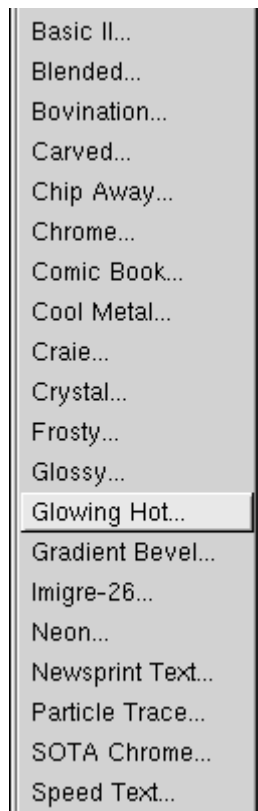 Basic II...
Blended...
Bovination...
Carved...
Chip Away...
Chrome...
Comic Book...
Cool Metal...
Craie...
Crystal...
Frosty...
Glossy...
Glowing Hot...
Gradient Bevel...
Imigre-26...
Neon...
Newsprint Text...
Particle Trace...
SOTA Chrome...
Speed Text...